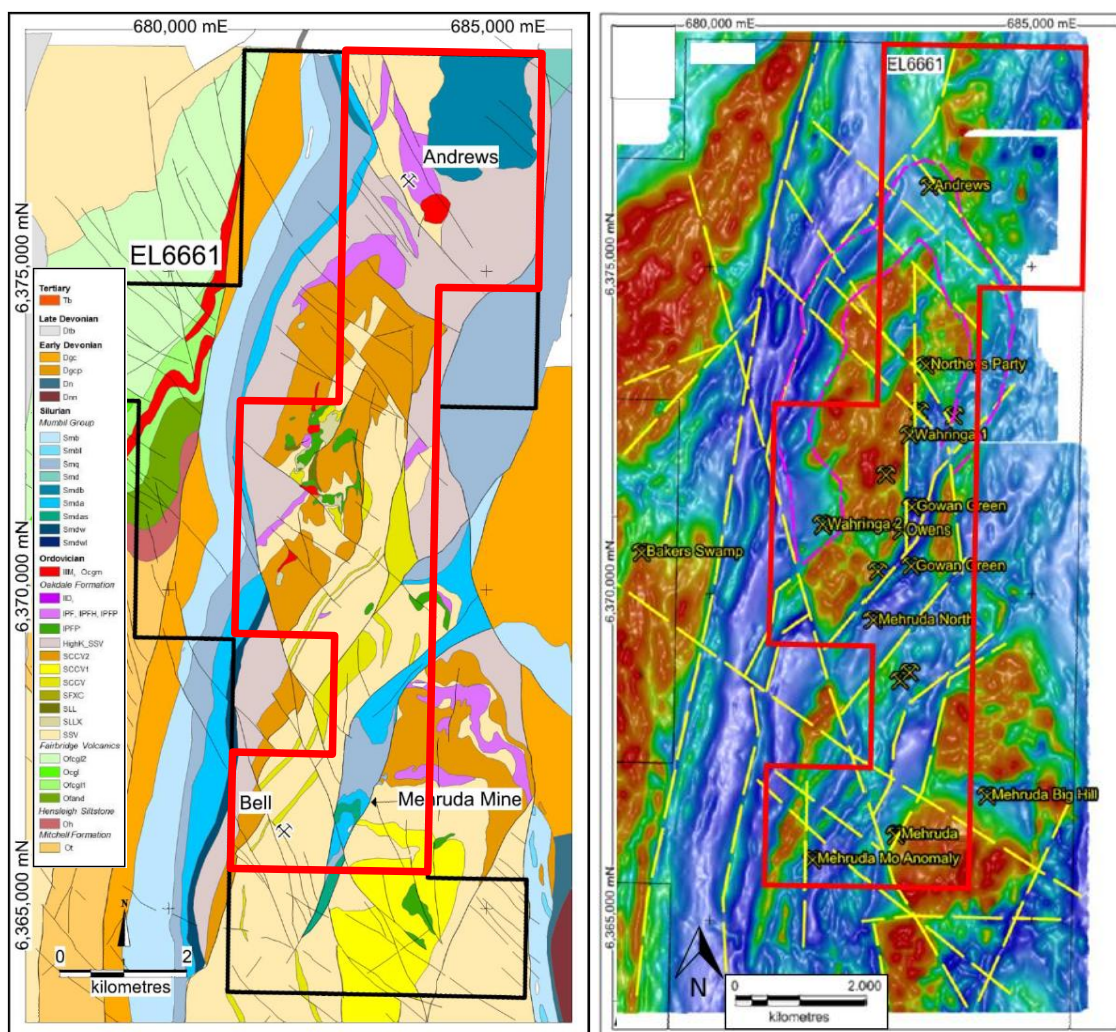 680,000 mE
685,000 mE
6,375,000 mN
6,370,000 mN
6,365,000 mN
Andrews
EL6661
Tertiary
Tb
Late Devonian
Dtb
Early Devonian
Dgc
Dgcp
Dn
Dnn
Silurian
Mumbil Group
Smb
Smbl
Smq
Smd
Smdb
Smda
Smdas
Smdw
Smdwl
Ordovician
IIIM, Ocgm
Oakdale Formation
IID,
IPF, IPFH, IPFP
IPFP
HighK_SSV
SCCV2
SCCV1
SCCV
SFXC
SLL
SLLX
SSV
Fairbridge Volcanics
Ofcgl2
Ocgl
Ofcgl1
Ofand
Hensleigh Siltstone
Oh
Mitchell Formation
Ot
Bell
Mehruda Mine
N
0 2
kilometres
680,000 mE
685,000 mE
6,375,000 mN
6,370,000 mN
6,365,000 mN
EL6661
Andrews
Northeys Party
Wahringa 1
Gowan Green
Wahringa 2
Owens
Bakers Swamp
Gowan Green
Mehruda North
Mehruda Big Hill
Mehruda
Mehruda Mo Anomaly
N
0 2.000
kilometres